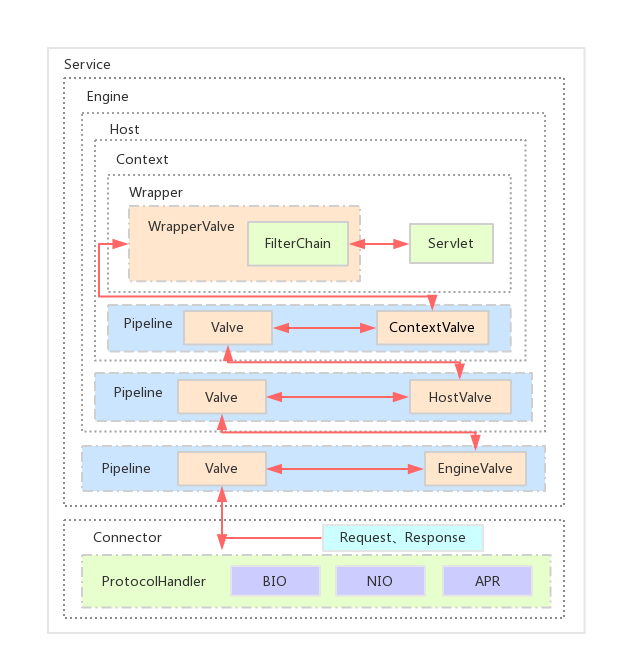 Service
Engine
Host
Context
Wrapper
WrapperValve
FilterChain
Servlet
Pipeline
Valve
ContextValve
Pipeline
Valve
HostValve
Pipeline
Valve
EngineValve
Connector
Request、Response
ProtocolHandler
BIO
NIO
APR